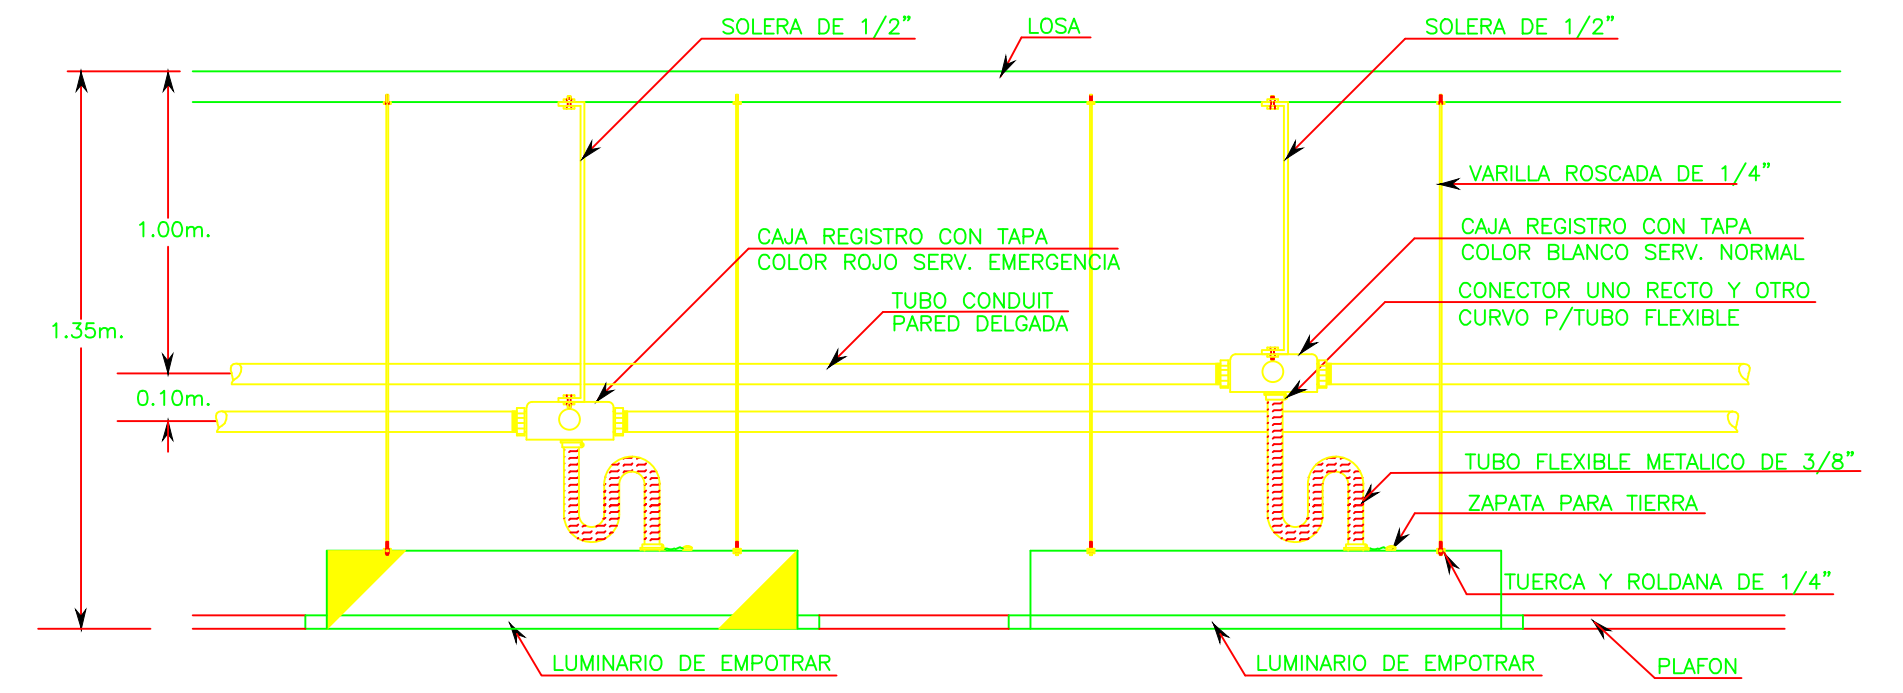 SOLERA DE 1/2”
LOSA
SOLERA DE 1/2”
VARILLA ROSCADA DE 1/4”
1.00m.
CAJA REGISTRO CON TAPA
COLOR ROJO SERV. EMERGENCIA
CAJA REGISTRO CON TAPA
COLOR BLANCO SERV. NORMAL
TUBO CONDUIT
PARED DELGADA
CONECTOR UNO RECTO Y OTRO
CURVO P/TUBO FLEXIBLE
1.35m.
0.10m.
TUBO FLEXIBLE METALICO DE 3/8”
ZAPATA PARA TIERRA
TUERCA Y ROLDANA DE 1/4”
LUMINARIO DE EMPOTRAR
LUMINARIO DE EMPOTRAR
PLAFON